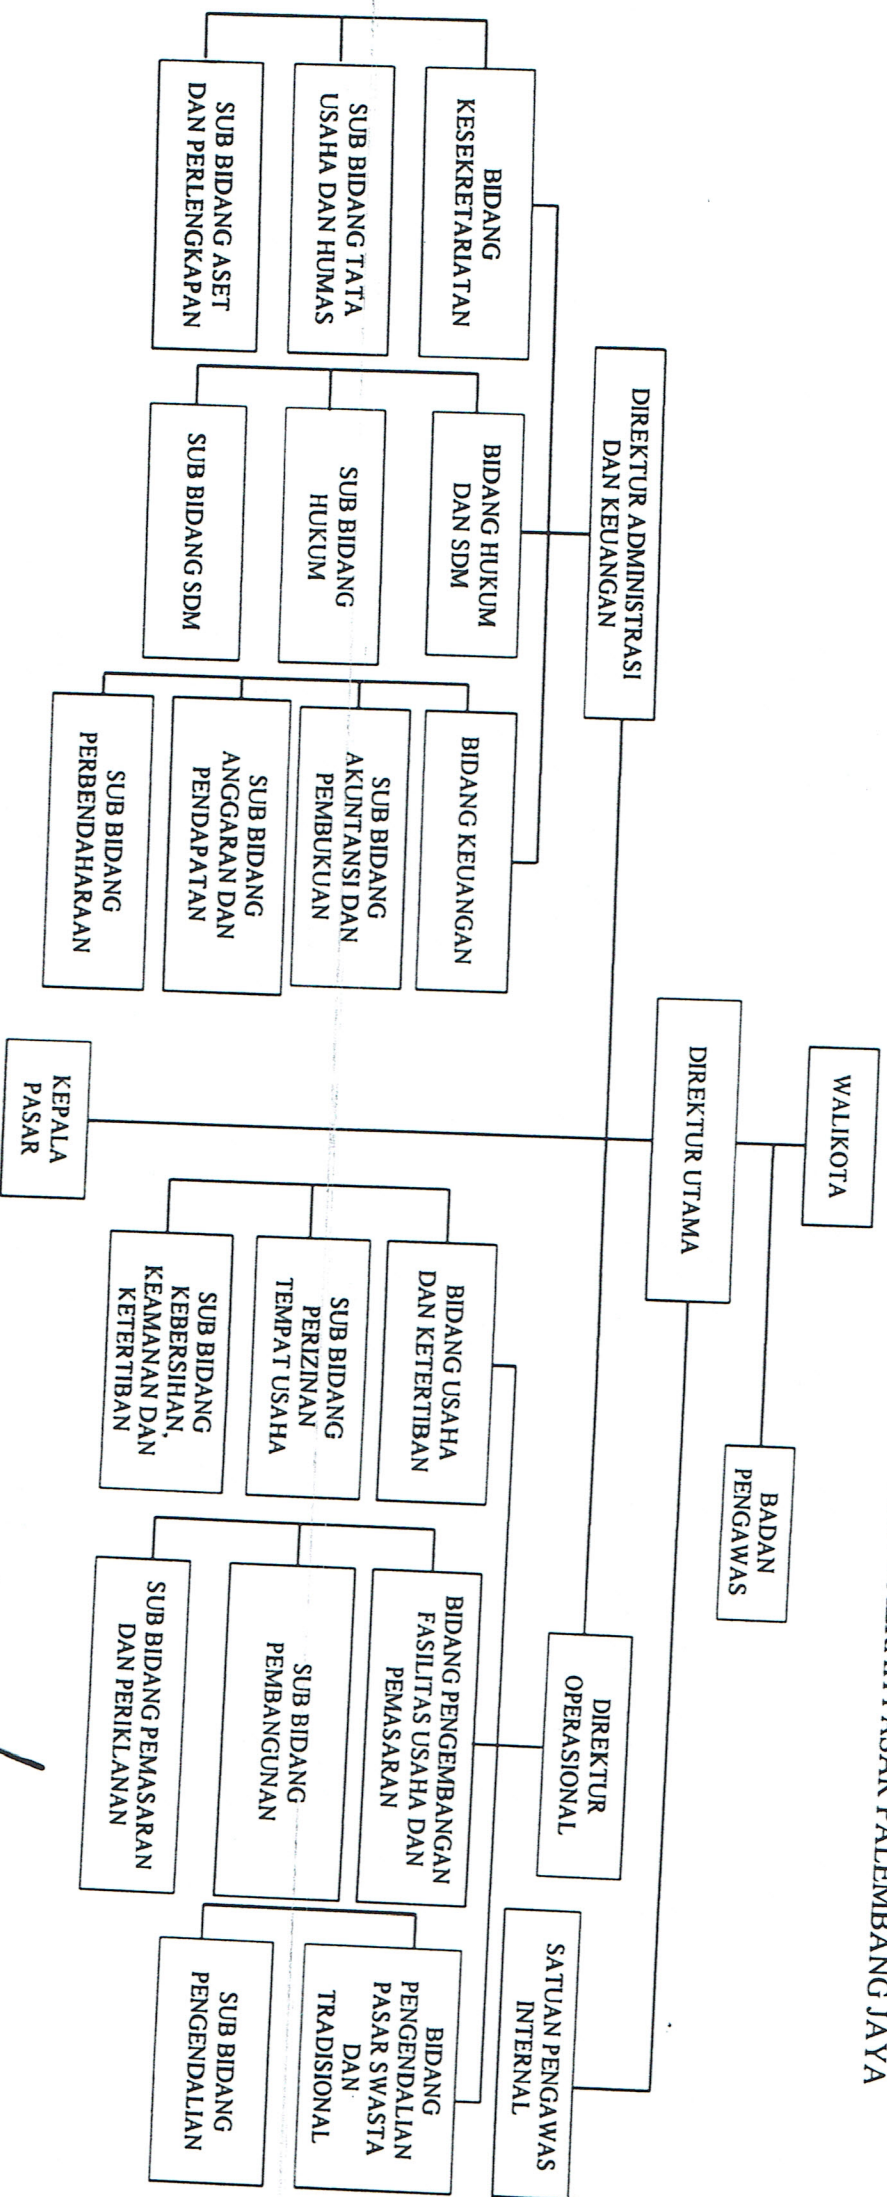 PASAR PALEMBANG JAYA
WALIKOTA
BADAN
PENGAWAS
DIREKTUR UTAMA
SATUAN PENGAWAS
INTERNAL
DIREKTUR ADMINISTRASI
DAN KEUANGAN
DIREKTUR
OPERASIONAL
BIDANG
KESEKRETARIATAN
SUB BIDANG TATA
USAHA DAN HUMAS
SUB BIDANG ASET
DAN PERLENGKAPAN
BIDANG HUKUM
DAN SDM
SUB BIDANG
HUKUM
SUB BIDANG SDM
BIDANG KEUANGAN
SUB BIDANG
AKUNTANSI DAN
PEMBUKUAN
SUB BIDANG
ANGGARAN DAN
PENDAPATAN
SUB BIDANG
PERBENDAHARAAN
KEPALA
PASAR
BIDANG USAHA
DAN KETERTIBAN
SUB BIDANG
PERIZINAN
TEMPAT USAHA
SUB BIDANG
KEBERSIHAN,
KEAMANAN DAN
KETERTIBAN
BIDANG PENGEMBANGAN
FASILITAS USAHA DAN
PEMASARAN
SUB BIDANG
PEMBANGUNAN
SUB BIDANG PEMASARAN
DAN PERIKLANAN
BIDANG
PENGENDALIAN
PASAR SWASTA
DAN
TRADISIONAL
SUB BIDANG
PENGENDALIAN